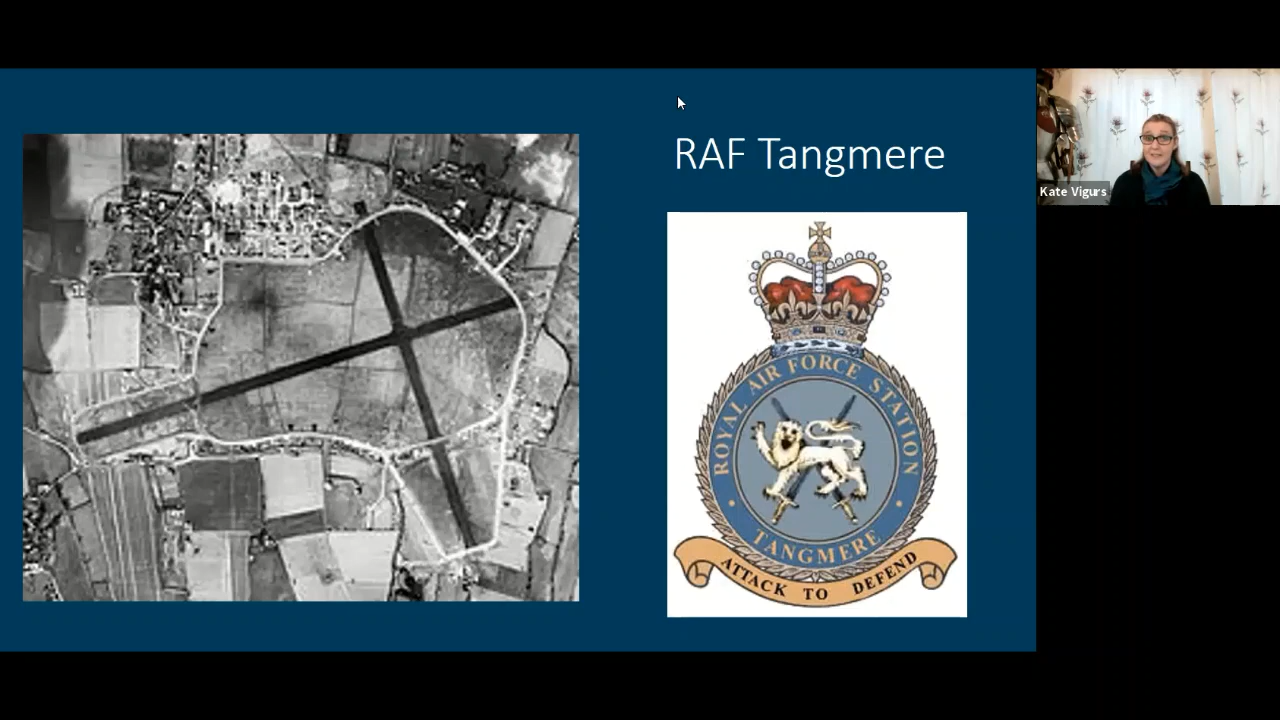 RAF Tangmere
Kate Vigurs
ROYAL AIR FORCE STATION
TANGMERE
ATTACK TO DEFEND